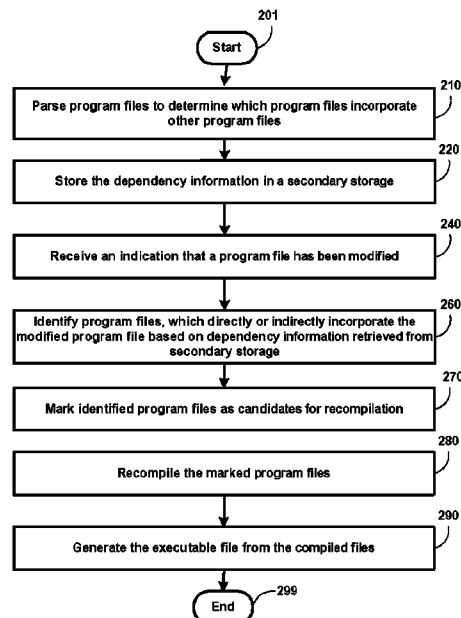 201
Start
210
Parse program files to determine which program files incorporate
other program files
220
Store the dependency information in a secondary storage
240
Receive an indication that a program file has been modified
260
Identify program files, which directly or indirectly incorporate the
modified program file based on dependency information retrieved from
secondary storage
270
Mark identified program files as candidates for recompilation
280
Recompile the marked program files
290
Generate the executable file from the compiled files
End
299